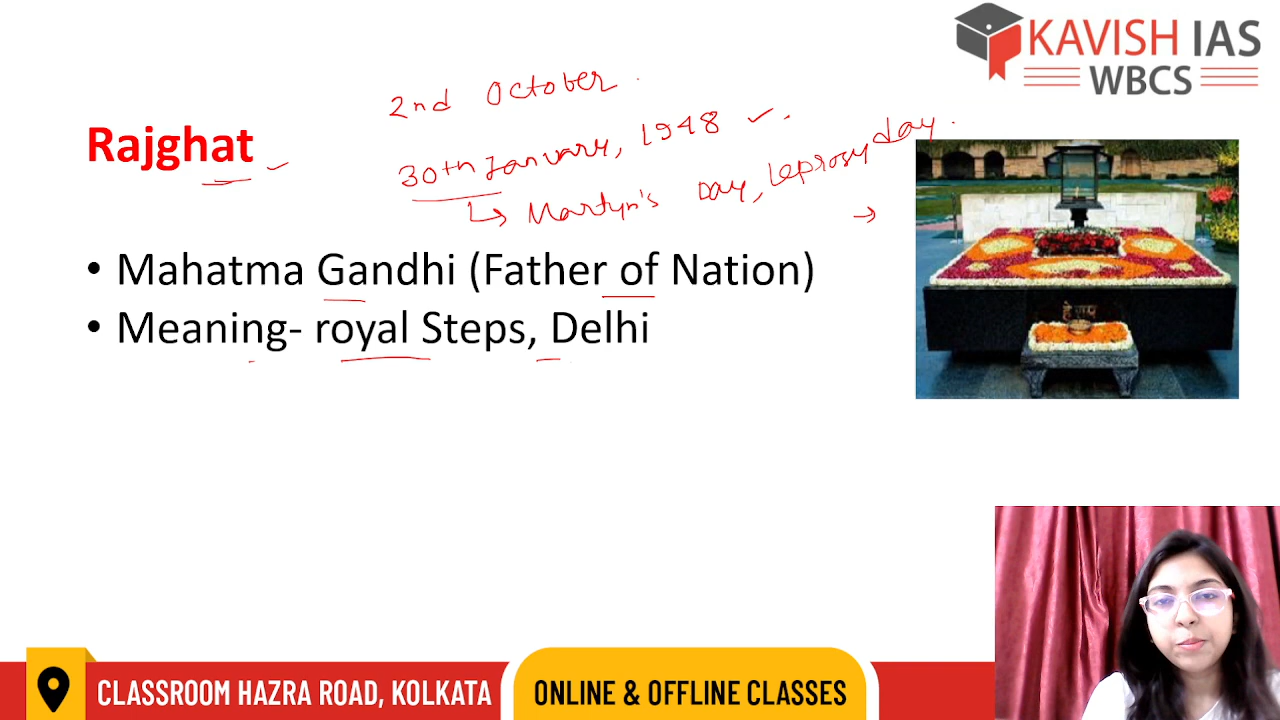 KAVISH IAS
WBCS
2nd October.
Rajghat
30th January, 1948
Martyr's Day, Leprosy day.
• Mahatma Gandhi (Father of Nation)
• Meaning- royal Steps, Delhi
CLASSROOM HAZRA ROAD, KOLKATA
ONLINE & OFFLINE CLASSES